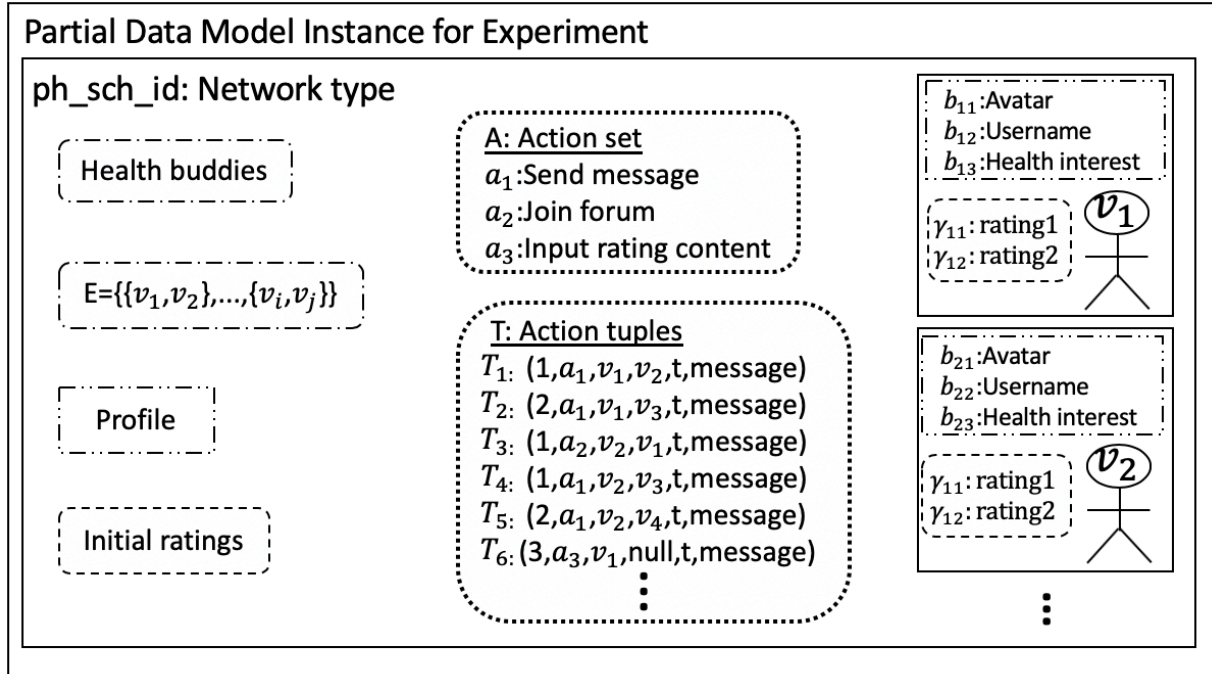 Partial Data Model Instance for Experiment
ph_sch_id: Network type
Health buddies
E={{v₁,v₂},...,{vᵢ,vⱼ}}
Profile
Initial ratings
A: Action set
a₁:Send message
a₂:Join forum
a₃:Input rating content
T: Action tuples
T₁: (1,a₁,v₁,v₂,t,message)
T₂: (2,a₁,v₁,v₃,t,message)
T₃: (1,a₂,v₂,v₁,t,message)
T₄: (1,a₁,v₂,v₃,t,message)
T₅: (2,a₁,v₂,v₄,t,message)
T₆: (3,a₃,v₁,null,t,message)
⋮
b₁₁:Avatar
b₁₂:Username
b₁₃:Health interest
γ₁₁: rating1
γ₁₂: rating2
v₁
b₂₁:Avatar
b₂₂:Username
b₂₃:Health interest
γ₁₁: rating1
γ₁₂: rating2
v₂
⋮